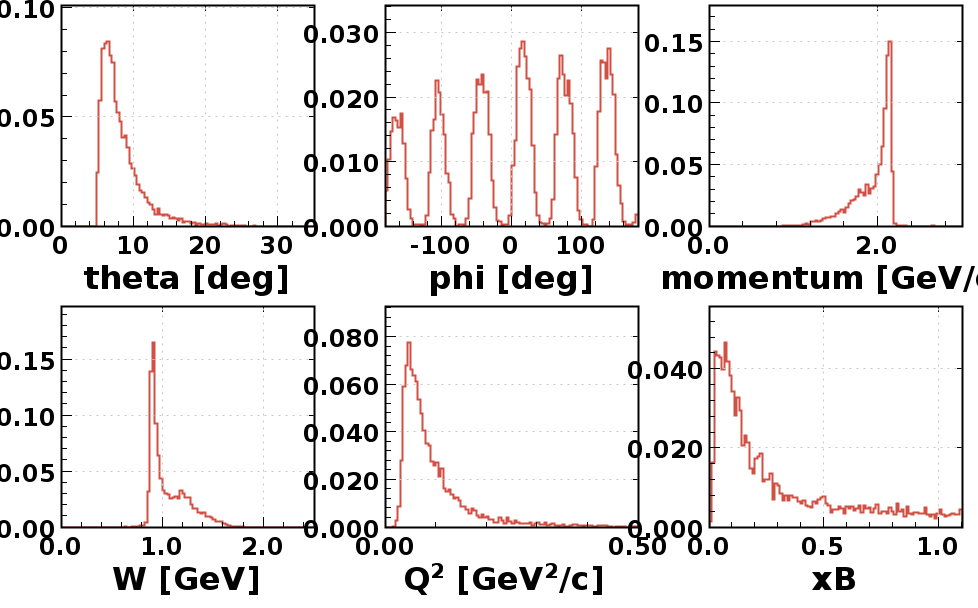 0.10
0.05
0.00
0 10 20 30
theta [deg]
0.030
0.020
0.010
0.000
-100 0 100
phi [deg]
0.15
0.10
0.05
0.00
0.0 2.0
momentum [GeV/c
0.15
0.10
0.05
0.00
0.0 1.0 2.0
W [GeV]
0.080
0.060
0.040
0.020
0.000
0.00 0.50
Q² [GeV²/c]
0.040
0.020
0.000
0.0 0.5 1.0
xB